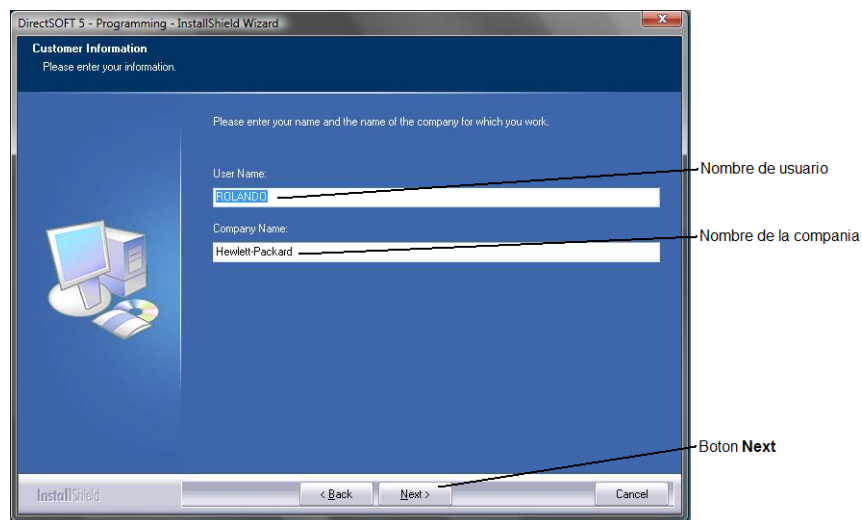 DirectSOFT 5 - Programming - InstallShield Wizard
Customer Information
Please enter your information.
Please enter your name and the name of the company for which you work.
User Name:
ROLANDO
Nombre de usuario
Company Name:
Hewlett-Packard
Nombre de la compania
Boton Next
InstallShield
< Back
Next >
Cancel